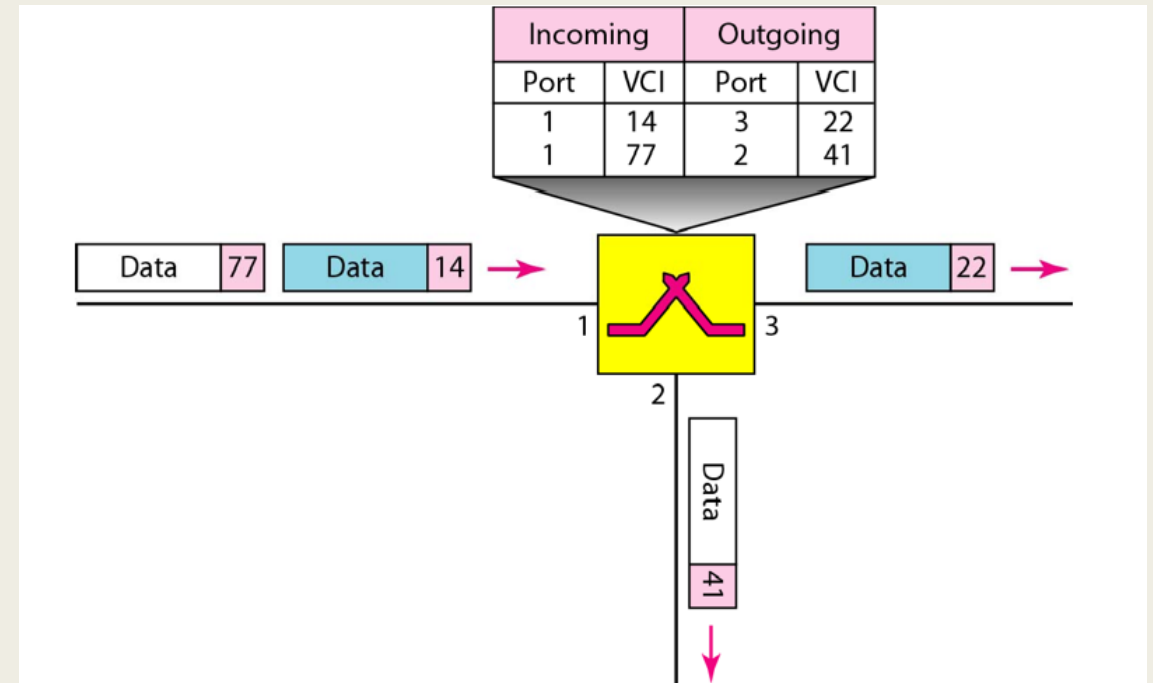 Incoming Outgoing
Port VCI Port VCI
1 14 3 22
1 77 2 41
Data 77 Data 14 Data 22
1 3
2
Data 41